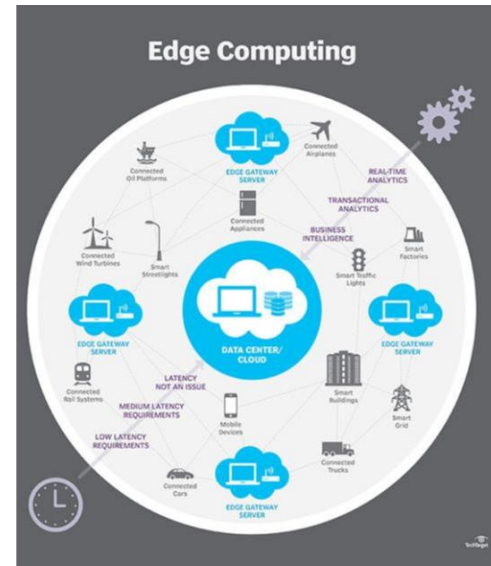 Edge Computing
Connected
Oil Platforms
EDGE GATEWAY
SERVER
Connected
Airplanes
REAL-TIME
ANALYTICS
TRANSACTIONAL
ANALYTICS
BUSINESS
INTELLIGENCE
Connected
Appliances
Connected
Wind Turbines
Smart
Streetlights
Smart Traffic
Lights
Smart
Factories
EDGE GATEWAY
SERVER
DATA CENTER/
CLOUD
EDGE GATEWAY
SERVER
LATENCY
NOT AN ISSUE
MEDIUM LATENCY
REQUIREMENTS
LOW LATENCY
REQUIREMENTS
Connected
Rail Systems
Mobile
Devices
Smart
Buildings
Smart
Grid
Connected
Cars
EDGE GATEWAY
SERVER
Connected
Trucks
TechTarget